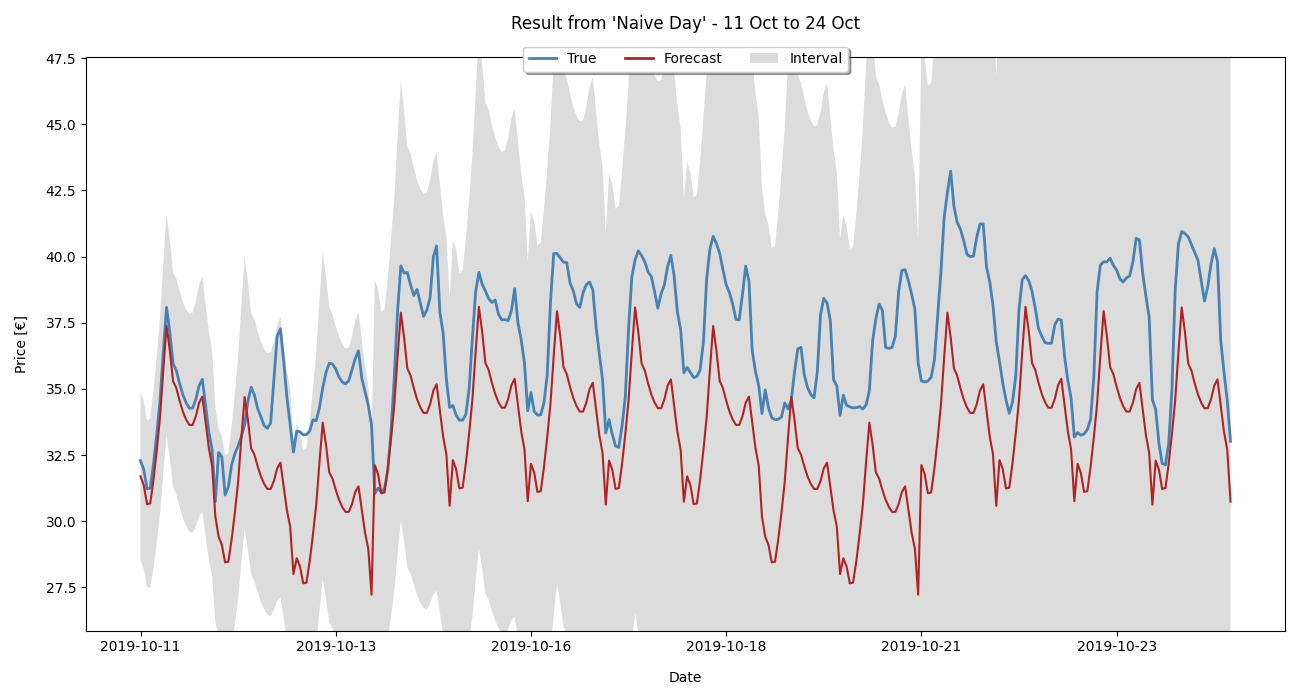 Result from 'Naive Day' - 11 Oct to 24 Oct
True Forecast Interval
47.5
45.0
42.5
40.0
37.5
35.0
32.5
30.0
27.5
Price [€]
2019-10-11 2019-10-13 2019-10-16 2019-10-18 2019-10-21 2019-10-23
Date